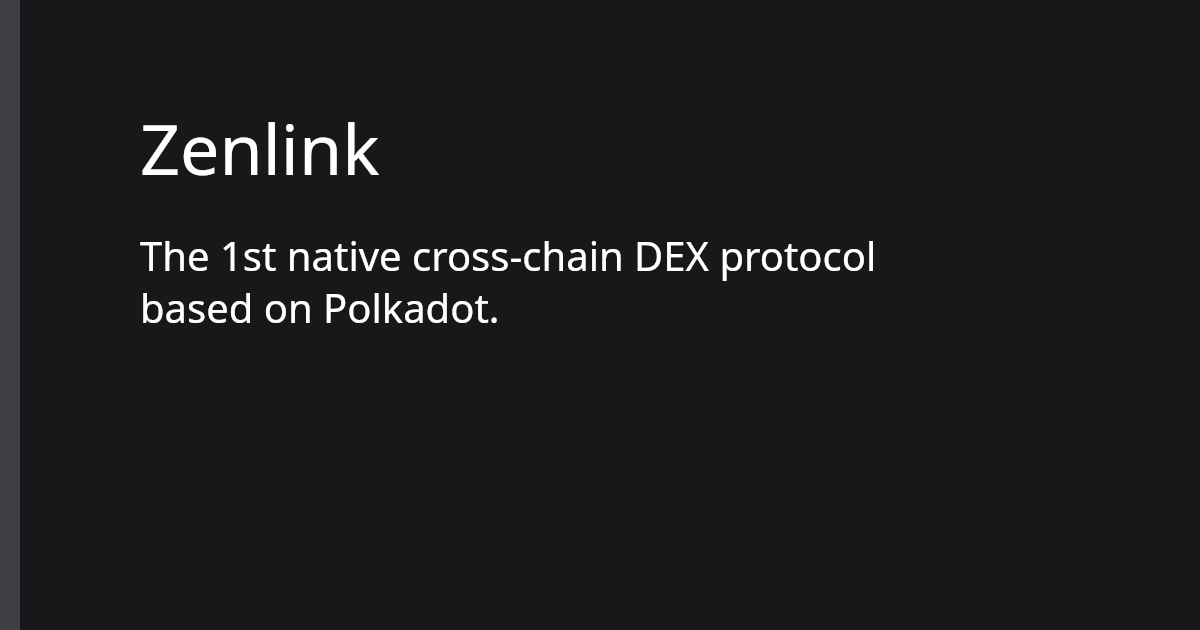 Zenlink
The 1st native cross-chain DEX protocol
based on Polkadot.